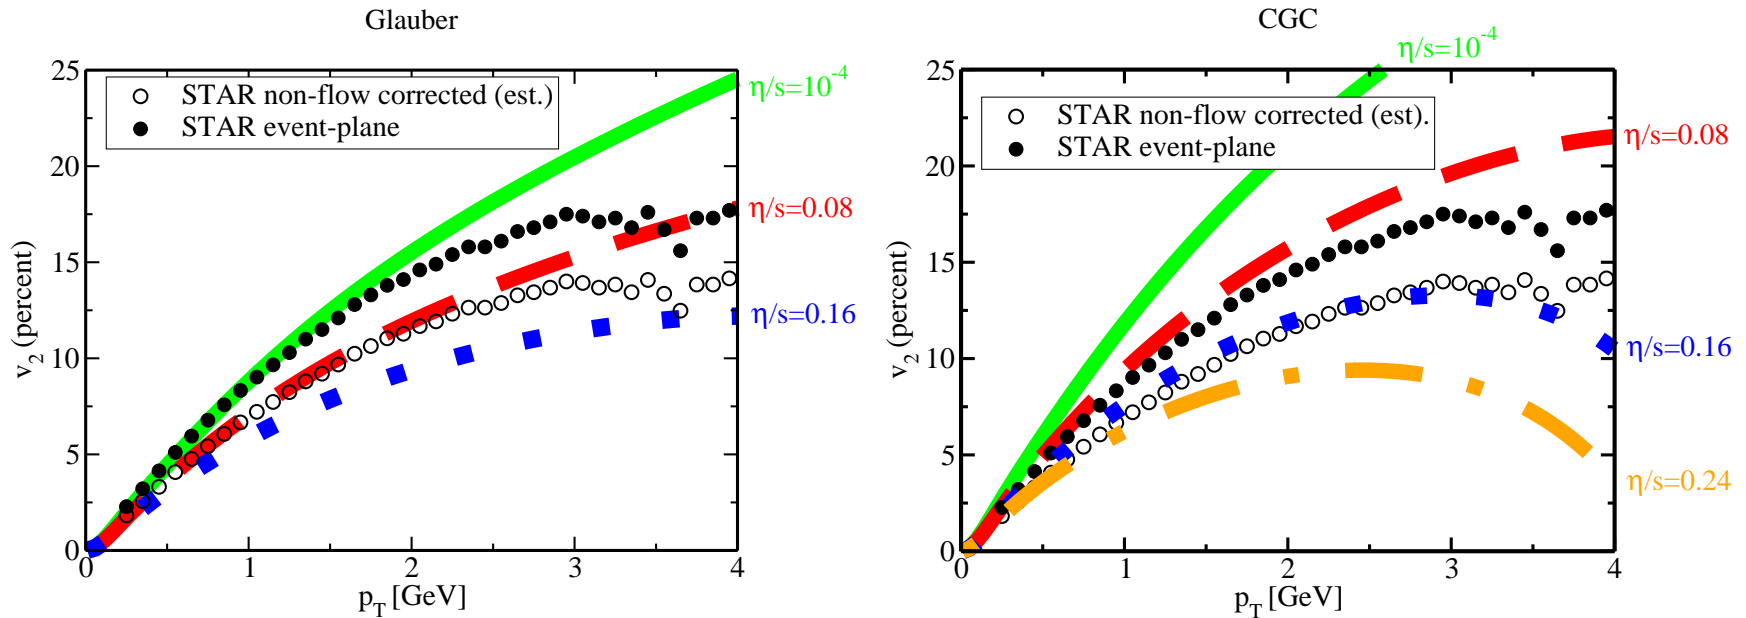 Glauber
25
20
15
10
5
0
v₂ (percent)
STAR non-flow corrected (est.)
STAR event-plane
η/s=10⁻⁴
η/s=0.08
η/s=0.16
0 1 2 3 4
p_T [GeV]
CGC
η/s=10⁻⁴
25
20
15
10
5
0
v₂ (percent)
STAR non-flow corrected (est).
STAR event-plane
η/s=0.08
η/s=0.16
η/s=0.24
0 1 2 3 4
p_T [GeV]